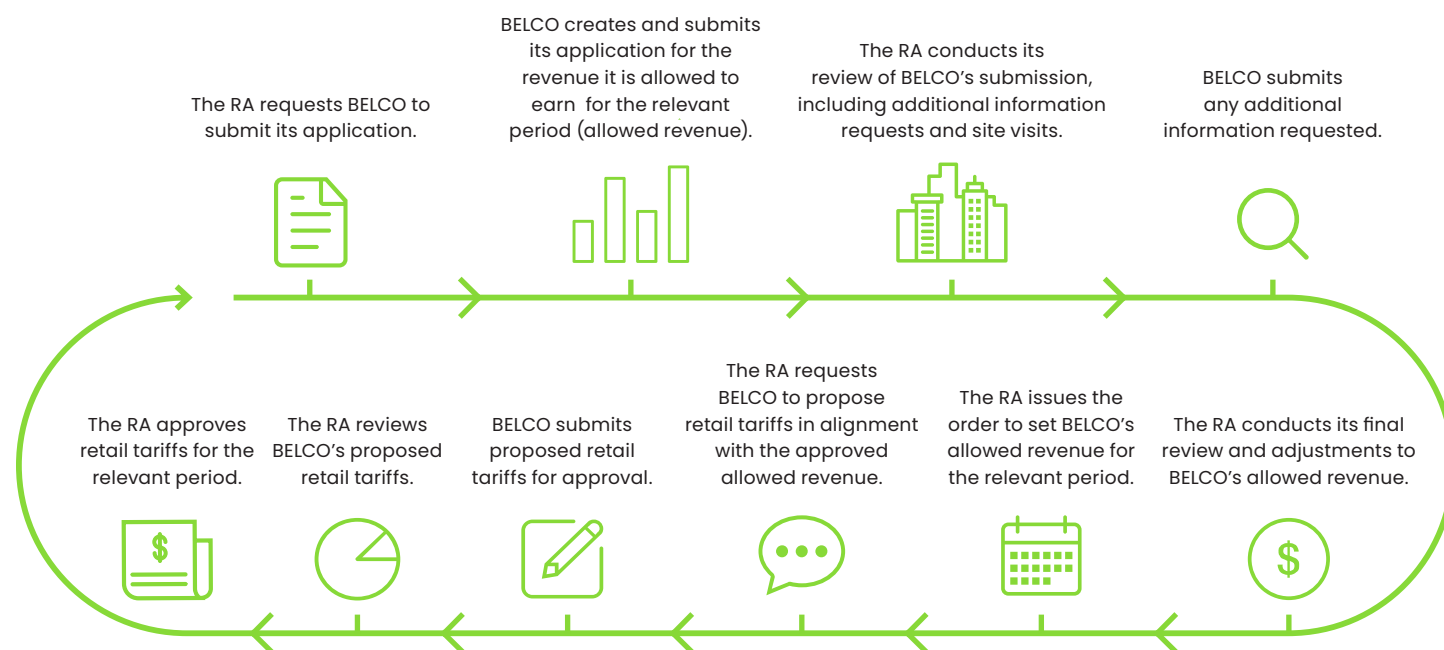 The RA requests BELCO to
submit its application.
BELCO creates and submits
its application for the
revenue it is allowed to
earn for the relevant
period (allowed revenue).
The RA conducts its
review of BELCO’s submission,
including additional information
requests and site visits.
BELCO submits
any additional
information requested.
The RA conducts its final
review and adjustments to
BELCO’s allowed revenue.
$
The RA issues the
order to set BELCO’s
allowed revenue for
the relevant period.
The RA requests
BELCO to propose
retail tariffs in alignment
with the approved
allowed revenue.
BELCO submits
proposed retail
tariffs for approval.
The RA reviews
BELCO’s proposed
retail tariffs.
The RA approves
retail tariffs for the
relevant period.
$